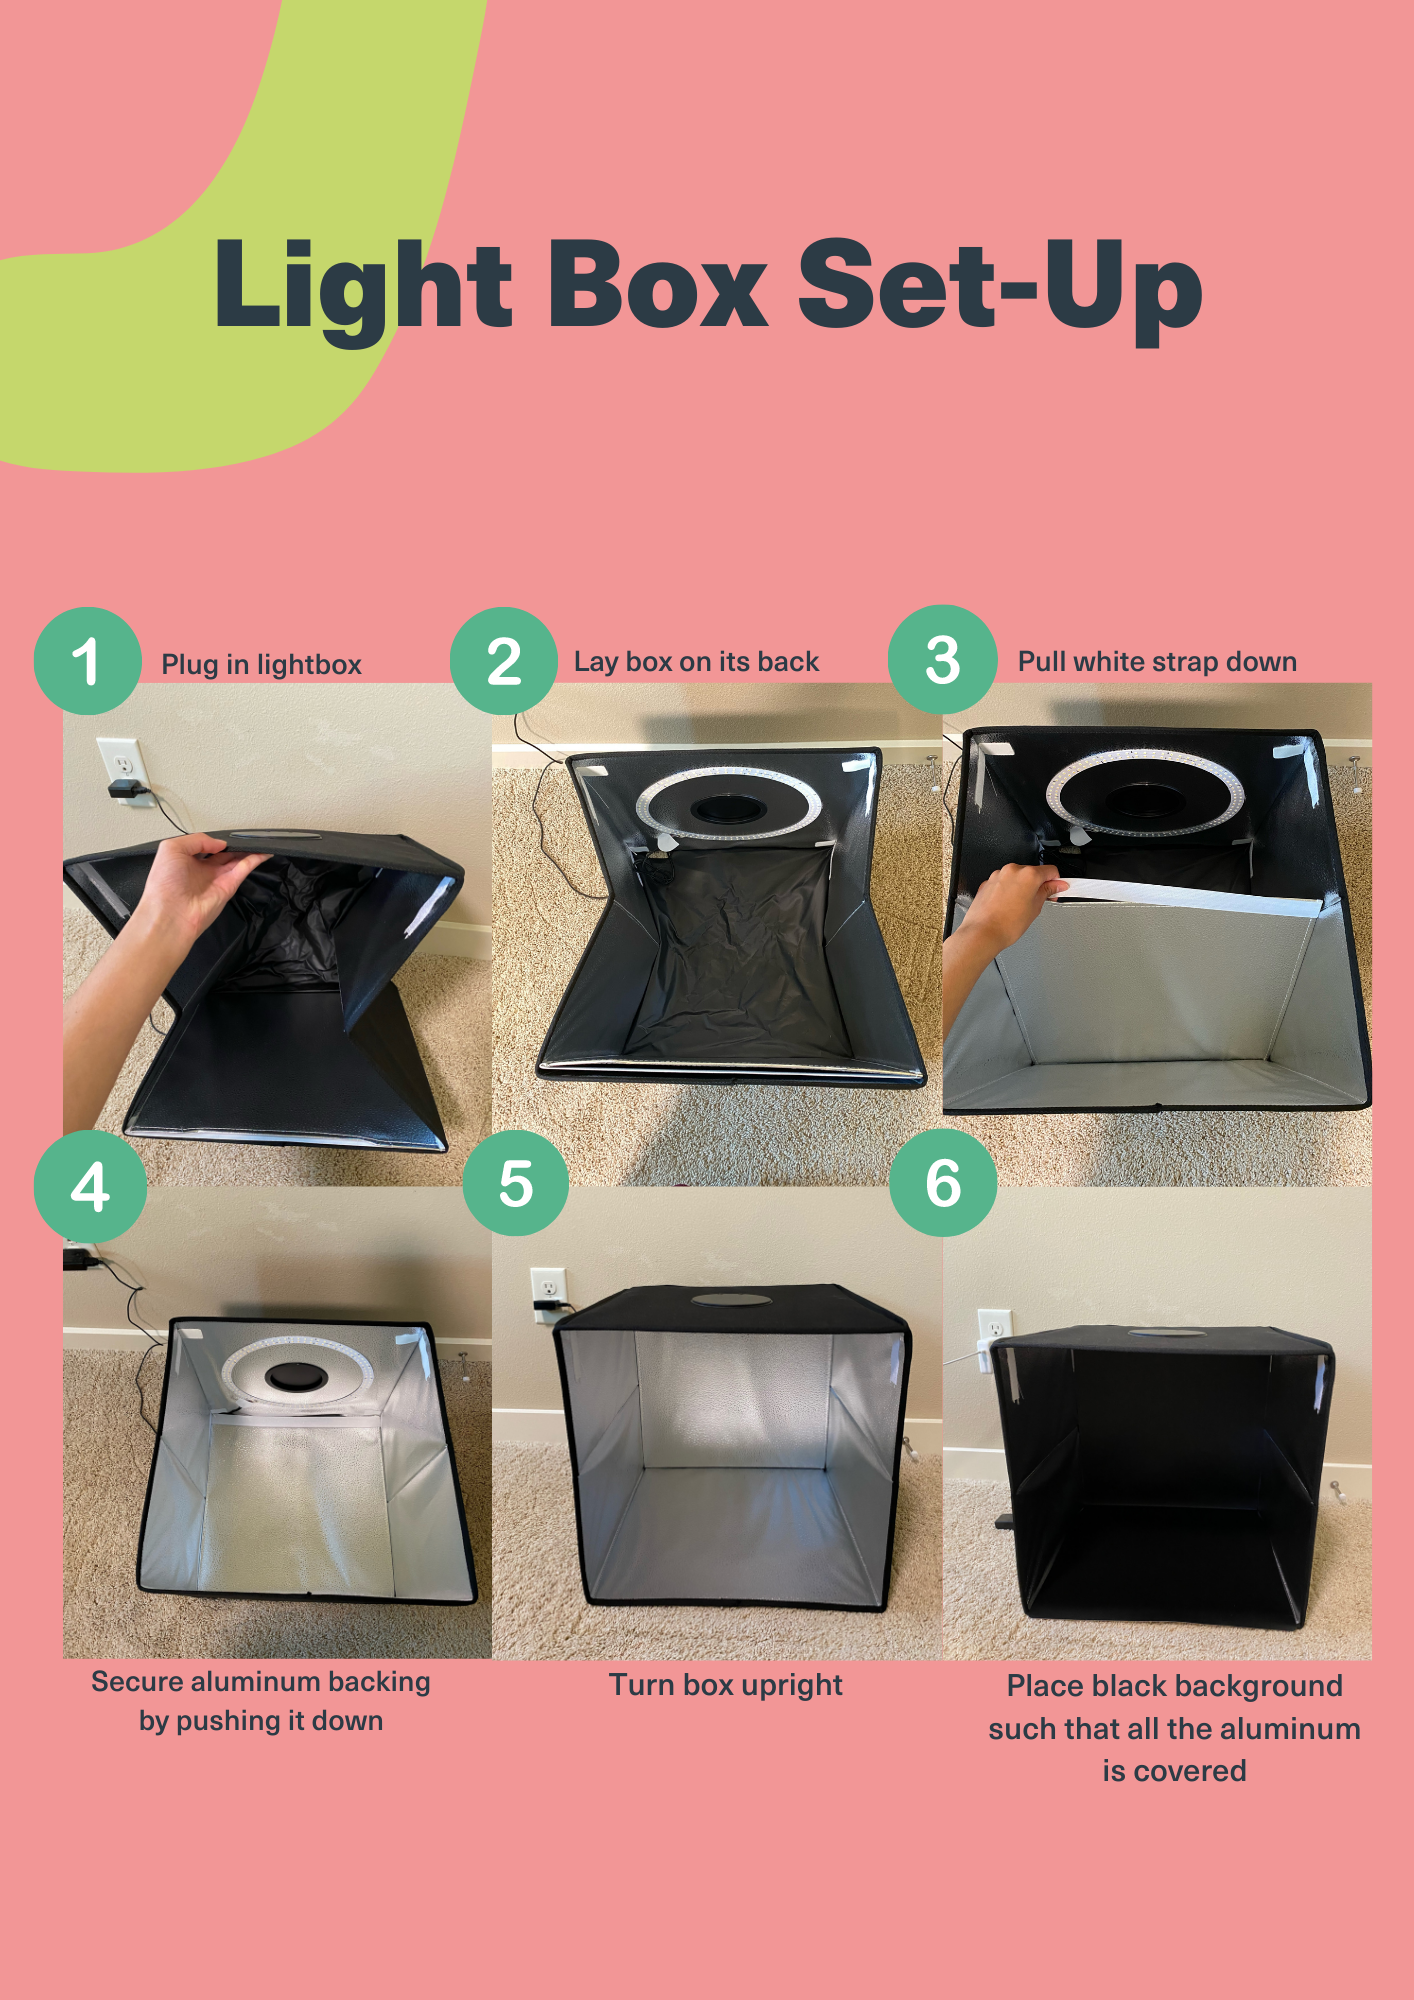 Light Box Set-Up
1
Plug in lightbox
2
Lay box on its back
3
Pull white strap down
4
Secure aluminum backing
by pushing it down
5
Turn box upright
6
Place black background
such that all the aluminum
is covered